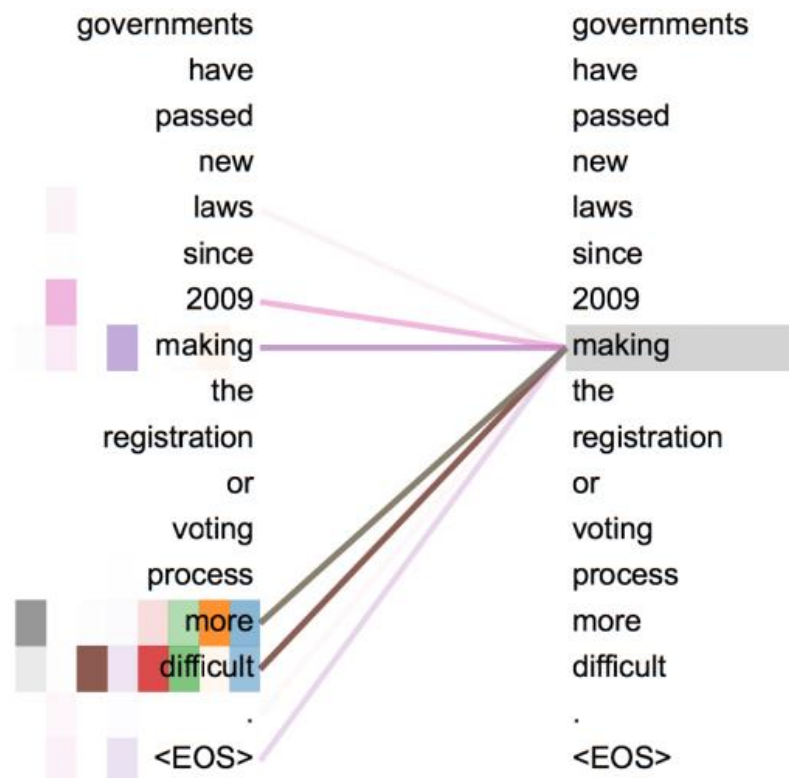 governments governments
have have
passed passed
new new
laws laws
since since
2009 2009
making making
the the
registration registration
or or
voting voting
process process
more more
difficult difficult
. .
<EOS> <EOS>